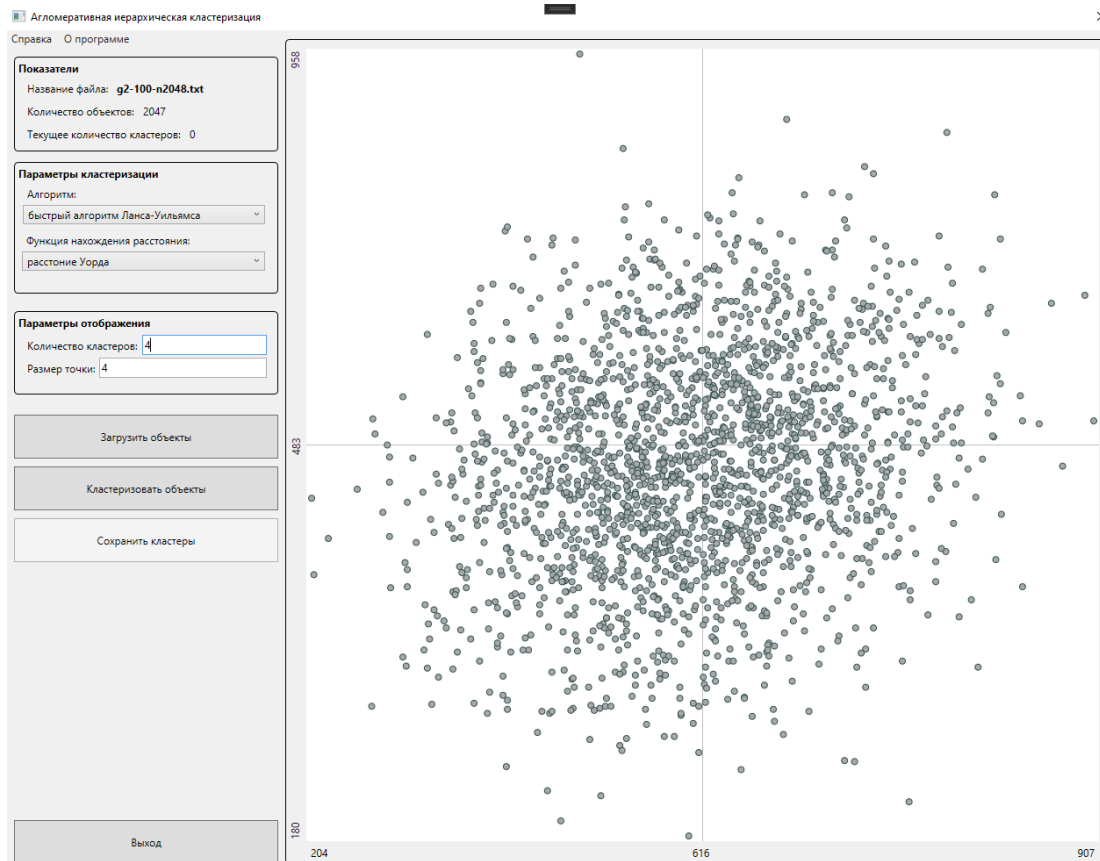 Агломеративная иерархическая кластеризация
Справка О программе
Показатели
Название файла: g2-100-n2048.txt
Количество объектов: 2047
Текущее количество кластеров: 0
Параметры кластеризации
Алгоритм:
быстрый алгоритм Ланса-Уильямса
Функция нахождения расстояния:
расстоние Уорда
Параметры отображения
Количество кластеров: 4
Размер точки: 4
Загрузить объекты
Кластеризовать объекты
Сохранить кластеры
Выход
958
483
180
204 616 907